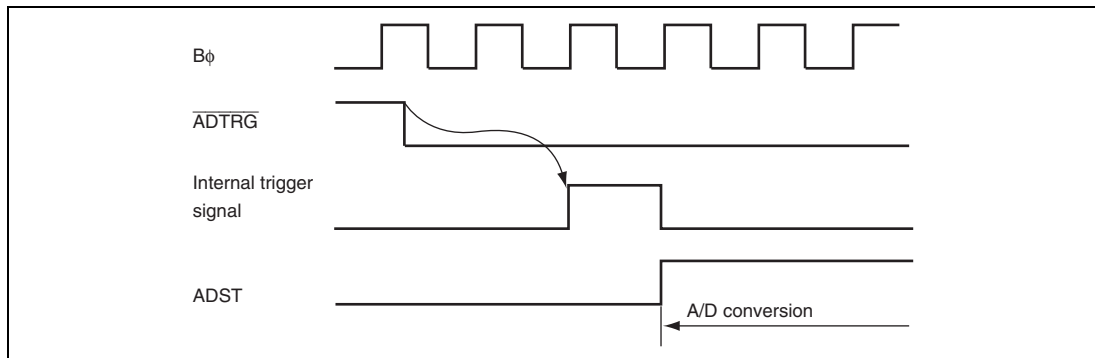 Bϕ
ADTRG
Internal trigger
signal
ADST
A/D conversion